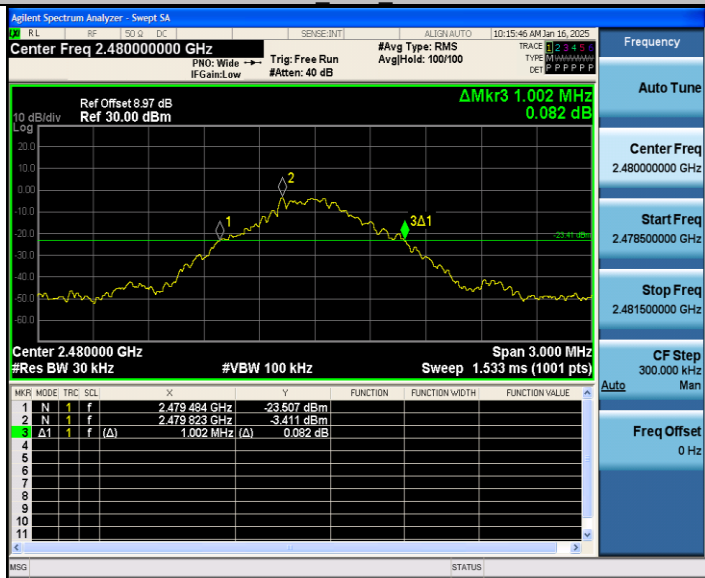 Agilent Spectrum Analyzer - Swept SA
RL RF 50 Ω DC SENSE:INT ALIGN AUTO 10:15:46 AM Jan 16, 2025
Center Freq 2.480000000 GHz
PNO: Wide
IFGain:Low
Trig: Free Run
#Atten: 40 dB
#Avg Type: RMS
Avg|Hold: 100/100
TRACE 1 2 3 4 5 6
TYPE M
DET P P P P P P
ΔMkr3 1.002 MHz
0.082 dB
Ref Offset 8.97 dB
10 dB/div Ref 30.00 dBm
Log
20.0
10.0
0.00
-10.0
-20.0
-30.0
-40.0
-50.0
-60.0
1
2
3Δ1
-23.41 dBm
Center 2.480000 GHz Span 3.000 MHz
#Res BW 30 kHz #VBW 100 kHz Sweep 1.533 ms (1001 pts)
MKR MODE TRC SCL X Y FUNCTION FUNCTION WIDTH FUNCTION VALUE
1 N 1 f 2.479 484 GHz -23.507 dBm
2 N 1 f 2.479 823 GHz -3.411 dBm
3 Δ1 1 f (Δ) 1.002 MHz (Δ) 0.082 dB
4
5
6
7
8
9
10
11
MSG STATUS
Frequency
Auto Tune
Center Freq
2.480000000 GHz
Start Freq
2.478500000 GHz
Stop Freq
2.481500000 GHz
CF Step
300.000 kHz
Auto Man
Freq Offset
0 Hz